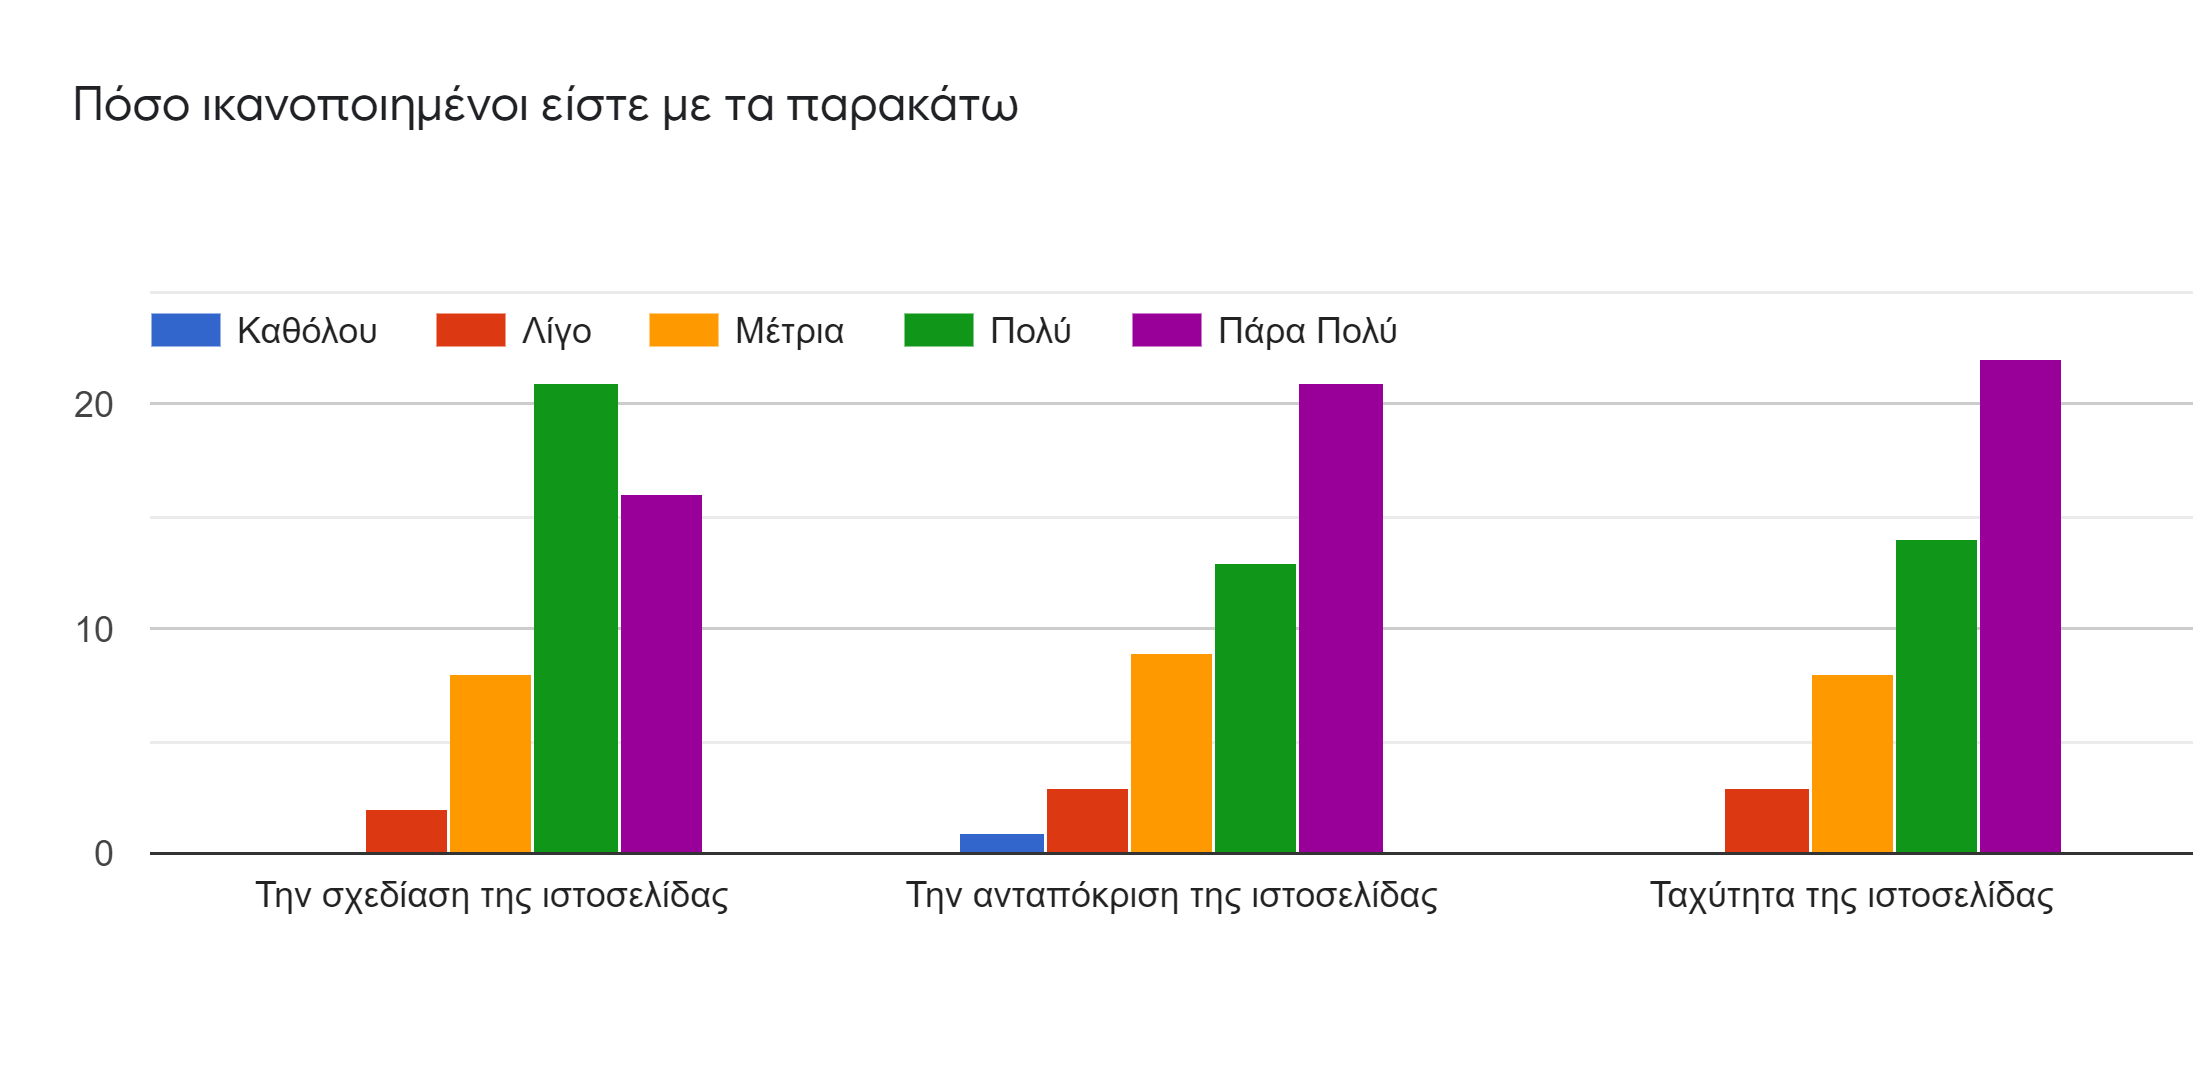 Πόσο ικανοποιημένοι είστε με τα παρακάτω
Καθόλου Λίγο Μέτρια Πολύ Πάρα Πολύ
20
10
0
Την σχεδίαση της ιστοσελίδας Την ανταπόκριση της ιστοσελίδας Ταχύτητα της ιστοσελίδας